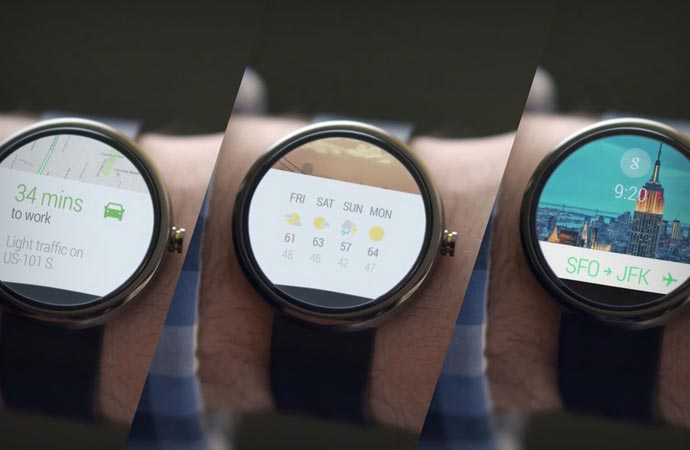 34 mins
to work
Light traffic on
US-101 S.
FRI SAT SUN MON
61 63 57 64
48 46 42 47
g
9:20
SFO → JFK